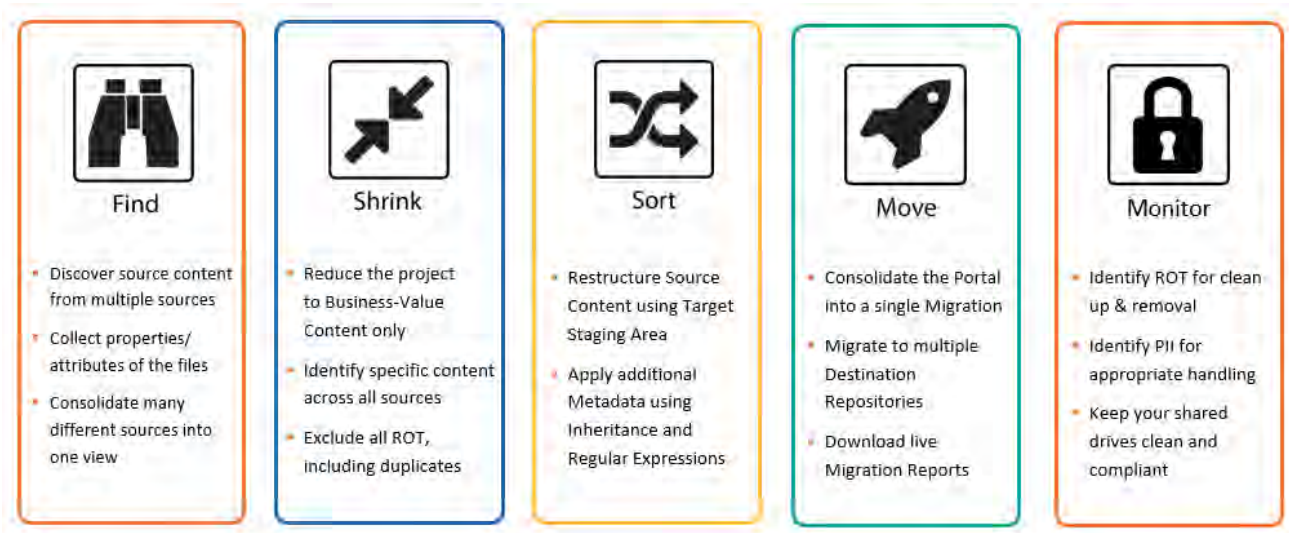 Find
Discover source content
from multiple sources
Collect properties/
attributes of the files
Consolidate many
different sources into
one view
Shrink
Reduce the project
to Business-Value
Content only
Identify specific content
across all sources
Exclude all ROT,
including duplicates
Sort
Restructure Source
Content using Target
Staging Area
Apply additional
Metadata using
Inheritance and
Regular Expressions
Move
Consolidate the Portal
into a single Migration
Migrate to multiple
Destination
Repositories
Download live
Migration Reports
Monitor
Identify ROT for clean
up & removal
Identify PII for
appropriate handling
Keep your shared
drives clean and
compliant